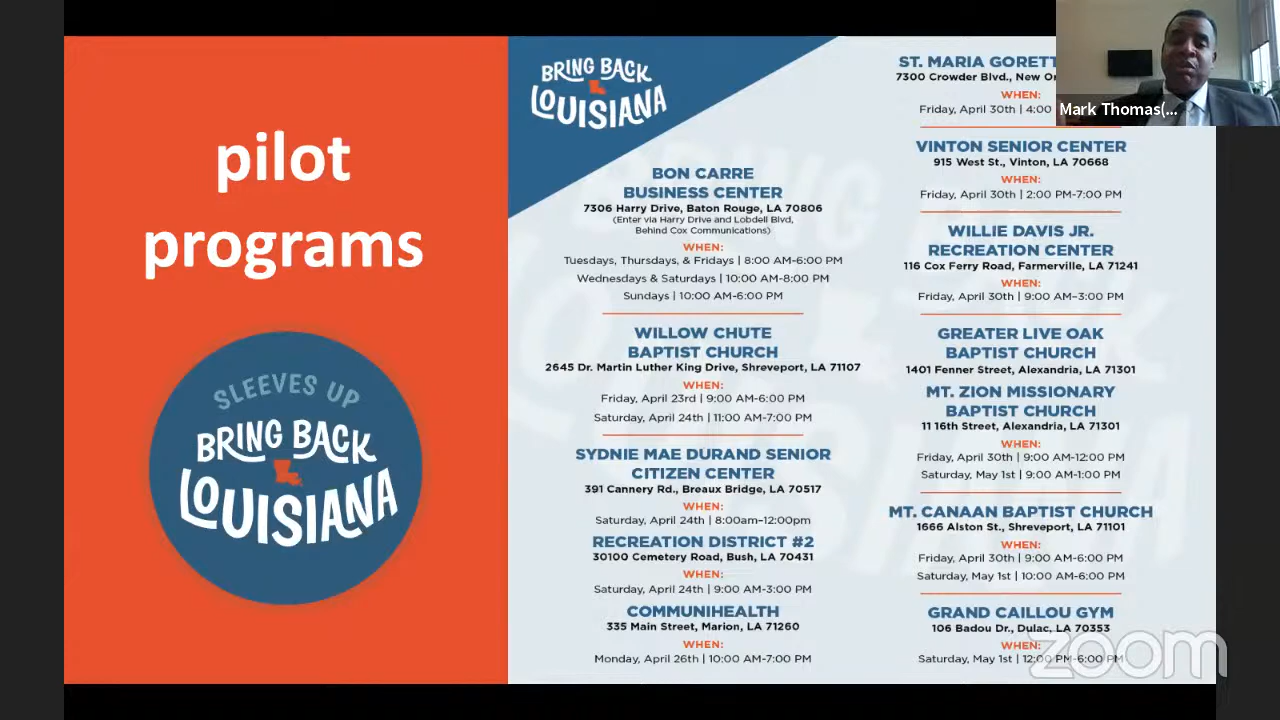 pilot
programs
SLEEVES UP
BRING BACK
LOUISIANA
BRING BACK
LOUISIANA
BON CARRE
BUSINESS CENTER
7306 Harry Drive, Baton Rouge, LA 70806
(Enter via Harry Drive and Lobdell Blvd,
Behind Cox Communications)
WHEN:
Tuesdays, Thursdays, & Fridays | 8:00 AM-6:00 PM
Wednesdays & Saturdays | 10:00 AM-8:00 PM
Sundays | 10:00 AM-6:00 PM
WILLOW CHUTE
BAPTIST CHURCH
2645 Dr. Martin Luther King Drive, Shreveport, LA 71107
WHEN:
Friday, April 23rd | 9:00 AM-6:00 PM
Saturday, April 24th | 11:00 AM-7:00 PM
SYDNIE MAE DURAND SENIOR
CITIZEN CENTER
391 Cannery Rd., Breaux Bridge, LA 70517
WHEN:
Saturday, April 24th | 8:00am–12:00pm
RECREATION DISTRICT #2
30100 Cemetery Road, Bush, LA 70431
WHEN:
Saturday, April 24th | 9:00 AM-3:00 PM
COMMUNIHEALTH
335 Main Street, Marion, LA 71260
WHEN:
Monday, April 26th | 10:00 AM-7:00 PM
ST. MARIA GORETT
7300 Crowder Blvd., New Or
WHEN:
Friday, April 30th | 4:00
VINTON SENIOR CENTER
915 West St., Vinton, LA 70668
WHEN:
Friday, April 30th | 2:00 PM-7:00 PM
WILLIE DAVIS JR.
RECREATION CENTER
116 Cox Ferry Road, Farmerville, LA 71241
WHEN:
Friday, April 30th | 9:00 AM–3:00 PM
GREATER LIVE OAK
BAPTIST CHURCH
1401 Fenner Street, Alexandria, LA 71301
MT. ZION MISSIONARY
BAPTIST CHURCH
11 16th Street, Alexandria, LA 71301
WHEN:
Friday, April 30th | 9:00 AM-12:00 PM
Saturday, May 1st | 9:00 AM-1:00 PM
MT. CANAAN BAPTIST CHURCH
1666 Alston St., Shreveport, LA 71101
WHEN:
Friday, April 30th | 9:00 AM-6:00 PM
Saturday, May 1st | 10:00 AM-6:00 PM
GRAND CAILLOU GYM
106 Badou Dr., Dulac, LA 70353
WHEN:
Saturday, May 1st | 12:00 PM-6:00 PM
Mark Thomas(...
zoom